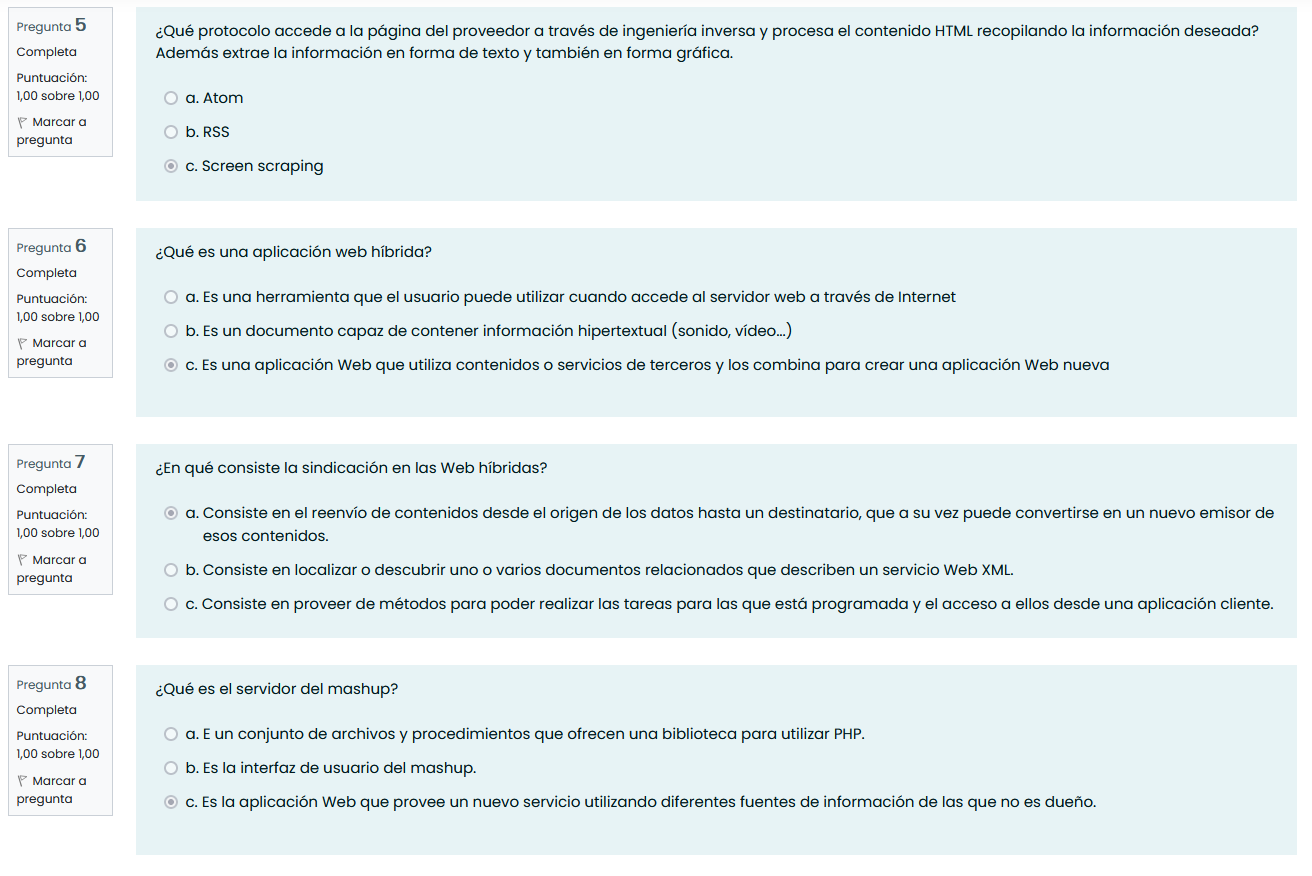 Pregunta 5
Completa
Puntuación:
1,00 sobre 1,00
Marcar a
pregunta
¿Qué protocolo accede a la página del proveedor a través de ingeniería inversa y procesa el contenido HTML recopilando la información deseada?
Además extrae la información en forma de texto y también en forma gráfica.
a. Atom
b. RSS
c. Screen scraping
Pregunta 6
Completa
Puntuación:
1,00 sobre 1,00
Marcar a
pregunta
¿Qué es una aplicación web híbrida?
a. Es una herramienta que el usuario puede utilizar cuando accede al servidor web a través de Internet
b. Es un documento capaz de contener información hipertextual (sonido, vídeo...)
c. Es una aplicación Web que utiliza contenidos o servicios de terceros y los combina para crear una aplicación Web nueva
Pregunta 7
Completa
Puntuación:
1,00 sobre 1,00
Marcar a
pregunta
¿En qué consiste la sindicación en las Web híbridas?
a. Consiste en el reenvío de contenidos desde el origen de los datos hasta un destinatario, que a su vez puede convertirse en un nuevo emisor de
esos contenidos.
b. Consiste en localizar o descubrir uno o varios documentos relacionados que describen un servicio Web XML.
c. Consiste en proveer de métodos para poder realizar las tareas para las que está programada y el acceso a ellos desde una aplicación cliente.
Pregunta 8
Completa
Puntuación:
1,00 sobre 1,00
Marcar a
pregunta
¿Qué es el servidor del mashup?
a. E un conjunto de archivos y procedimientos que ofrecen una biblioteca para utilizar PHP.
b. Es la interfaz de usuario del mashup.
c. Es la aplicación Web que provee un nuevo servicio utilizando diferentes fuentes de información de las que no es dueño.